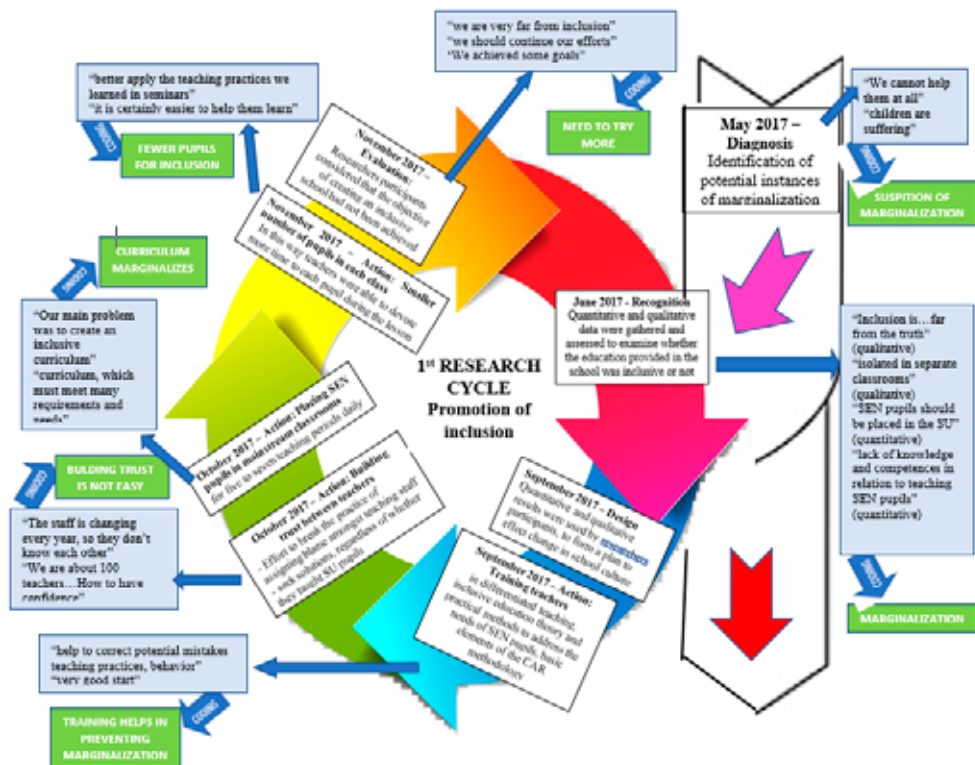 “we are very far from inclusion”
“we should continue our efforts”
“We achieved some goals”
CODING
NEED TO TRY
MORE
“better apply the teaching practices we
learned in seminars”
“it is certainly easier to help them learn”
CODING
FEWER PUPILS
FOR INCLUSION
November 2017 –
Evaluation:
Researchers participants
considered that the objective
of creating an inclusive
school had not been achieved
November 2017 – Action: Smaller
number of pupils in each class
In this way teachers were able to devote
more time to each pupil during the lesson
May 2017 –
Diagnosis
Identification of
potential instances
of marginalization
“We cannot help
them at all”
“children are
suffering”
CODING
SUSPITION OF
MARGINALIZATION
CURRICULUM
MARGINALIZES
CODING
“Our main problem
was to create an
inclusive
curriculum”
“curriculum, which
must meet many
requirements and
needs”
June 2017 - Recognition
Quantitative and qualitative
data were gathered and
assessed to examine whether
the education provided in the
school was inclusive or not
1st RESEARCH
CYCLE
Promotion of
inclusion
“Inclusion is… far
from the truth”
(qualitative)
“isolated in separate
classrooms”
(qualitative)
“SEN pupils should
be placed in the SU”
(quantitative)
“lack of knowledge
and competences in
relation to teaching
SEN pupils”
(quantitative)
CODING
MARGINALIZATION
October 2017 – Action: Placing SEN
pupils in mainstream classrooms
for five to seven teaching periods daily
BULDING TRUST
IS NOT EASY
CODING
“The staff is changing
every year, so they don’t
know each other”
“We are about 100
teachers…How to have
confidence”
October 2017 – Action: Building
trust between teachers
- Effort to break the practice of
assigning blame amongst teaching staff
- seek solutions, regardless of whether
they taught SU pupils
September 2017 – Design
Quantitative and qualitative
results were used by researchers
participants, to form a plan to
effect change in school culture
September 2017 – Action:
Training teachers
in differentiated teaching,
inclusive education theory and
practical methods to address the
needs of SEN pupils, basic
elements of the CAR
methodology
“help to correct potential mistakes
teaching practices, behavior”
“very good start”
CODING
TRAINING HELPS IN
PREVENTING
MARGINALIZATION